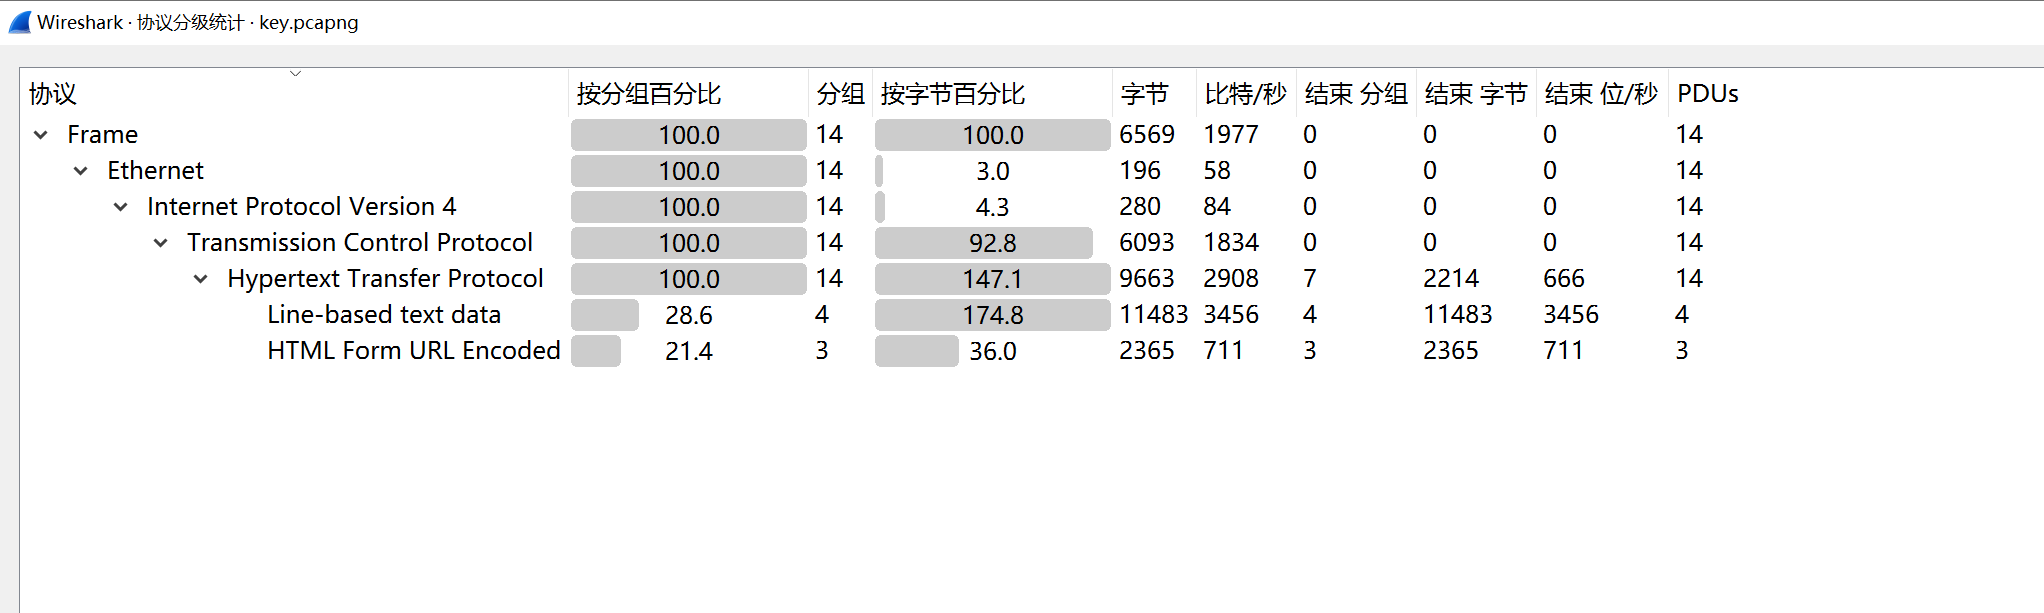 Wireshark · 协议分级统计 · key.pcapng
协议 按分组百分比 分组 按字节百分比 字节 比特/秒 结束 分组 结束 字节 结束 位/秒 PDUs
Frame 100.0 14 100.0 6569 1977 0 0 0 14
Ethernet 100.0 14 3.0 196 58 0 0 0 14
Internet Protocol Version 4 100.0 14 4.3 280 84 0 0 0 14
Transmission Control Protocol 100.0 14 92.8 6093 1834 0 0 0 14
Hypertext Transfer Protocol 100.0 14 147.1 9663 2908 7 2214 666 14
Line-based text data 28.6 4 174.8 11483 3456 4 11483 3456 4
HTML Form URL Encoded 21.4 3 36.0 2365 711 3 2365 711 3